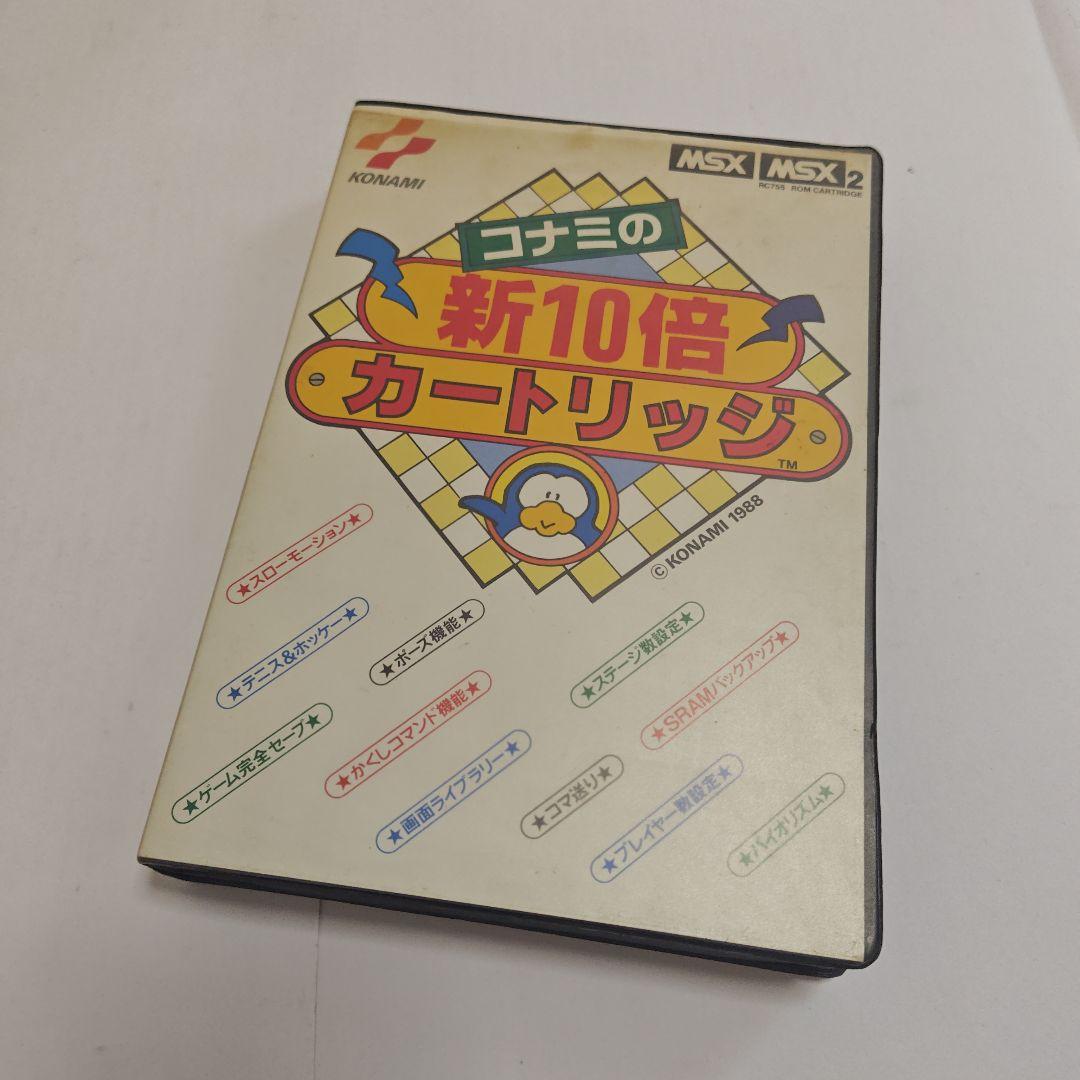 KONAMI
MSX MSX2
RC755 ROM CARTRIDGE
コナミの
新10倍
カートリッジ
TM
©KONAMI 1988
★スローモーション★
★テニス&ホッケー★
★ポーズ機能★
★ステージ数設定★
★ゲーム完全セーブ★
★かくしコマンド機能★
★SRAMバックアップ★
★画面ライブラリー★
★コマ送り★
★プレイヤー数設定★
★バイオリズム★